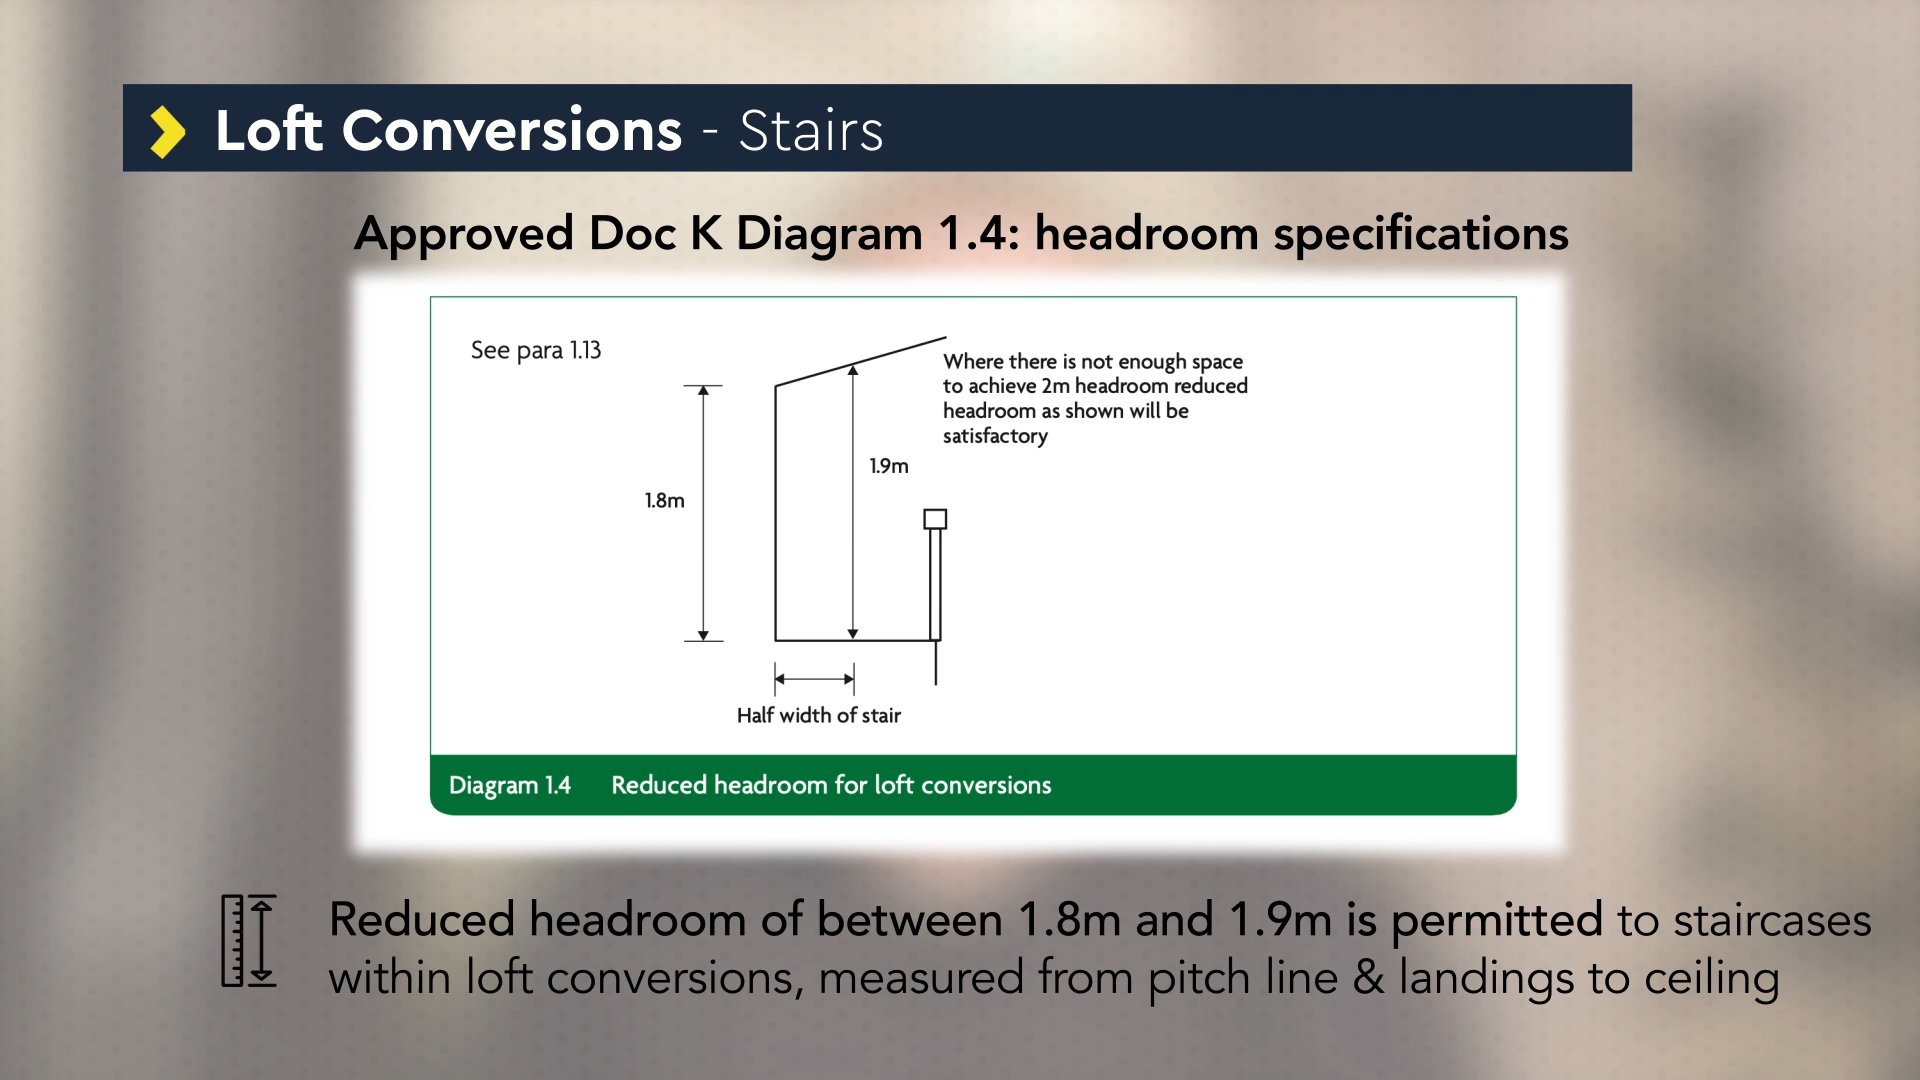 Loft Conversions - Stairs
Approved Doc K Diagram 1.4: headroom specifications
See para 1.13
Where there is not enough space
to achieve 2m headroom reduced
headroom as shown will be
satisfactory
1.9m
1.8m
Half width of stair
Diagram 1.4 Reduced headroom for loft conversions
Reduced headroom of between 1.8m and 1.9m is permitted to staircases
within loft conversions, measured from pitch line & landings to ceiling